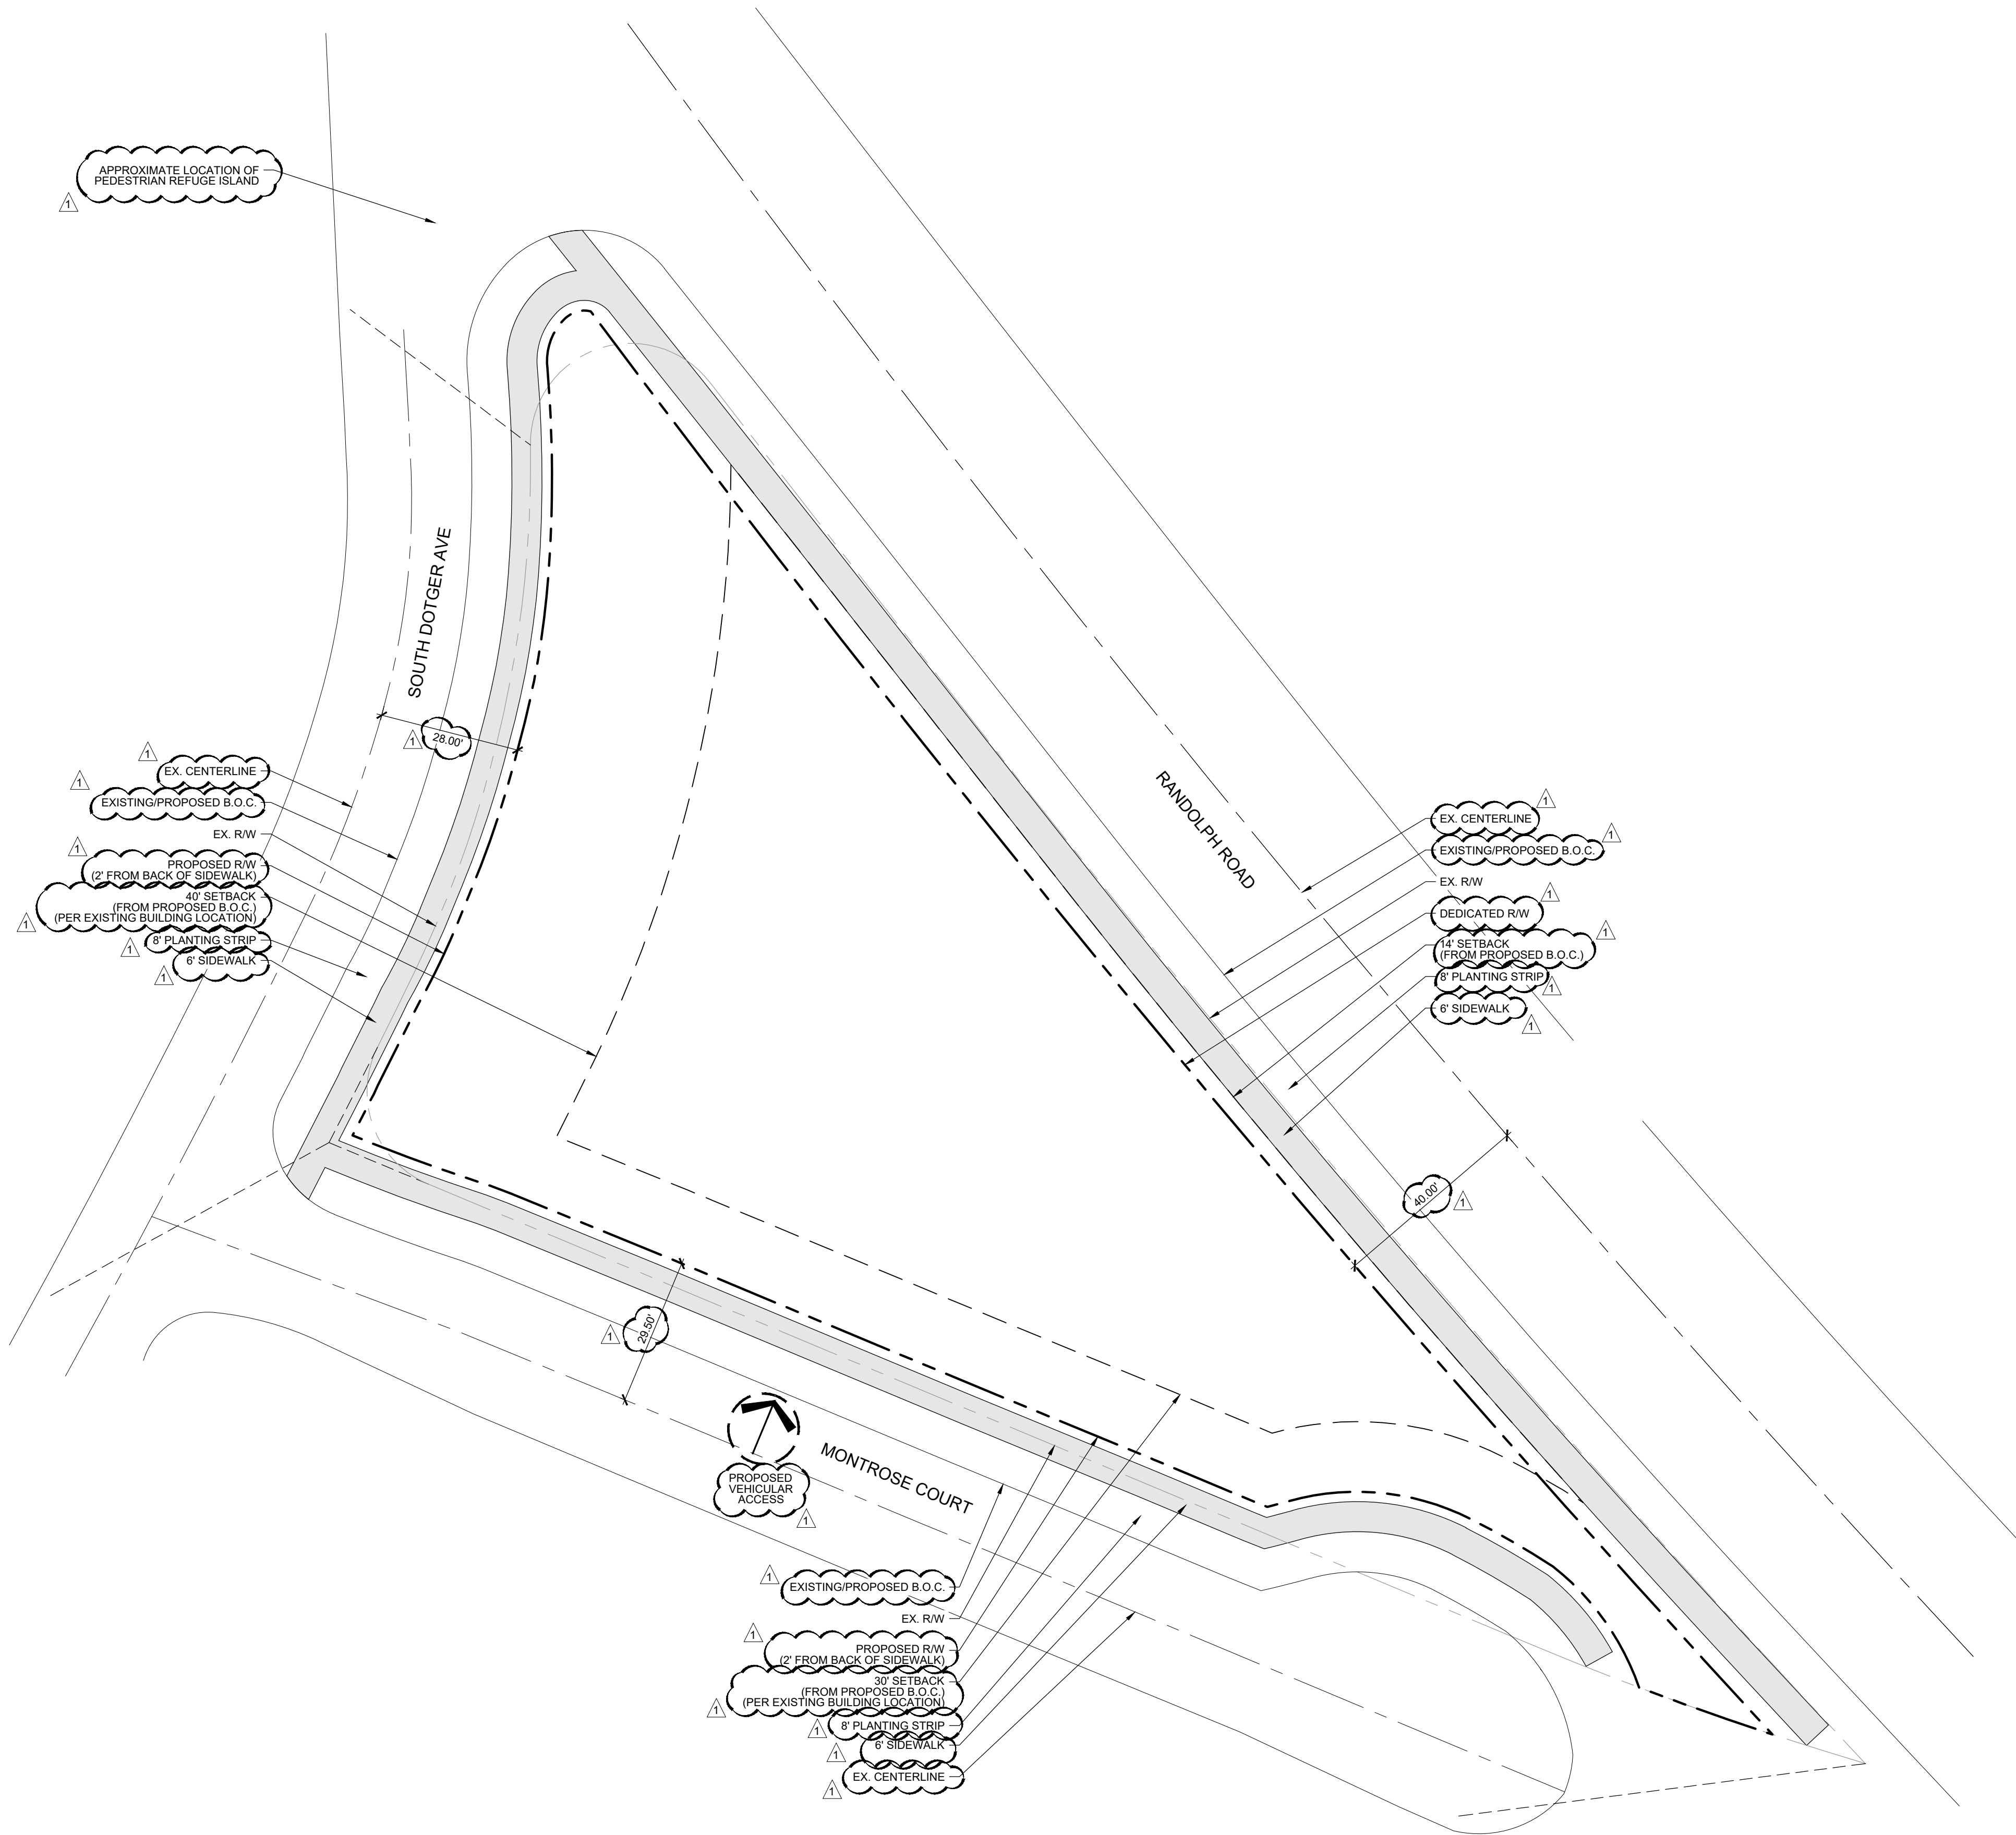 APPROXIMATE LOCATION OF
PEDESTRIAN REFUGE ISLAND
1
SOUTH DOTGER AVE
28.00'
1
1
EX. CENTERLINE
1
EXISTING/PROPOSED B.O.C.
EX. R/W
1
PROPOSED R/W
(2' FROM BACK OF SIDEWALK)
40' SETBACK
(FROM PROPOSED B.O.C.)
(PER EXISTING BUILDING LOCATION)
1
8' PLANTING STRIP
1
6' SIDEWALK
1
RANDOLPH ROAD
1
EX. CENTERLINE
1
EXISTING/PROPOSED B.O.C.
EX. R/W
1
DEDICATED R/W
14' SETBACK
(FROM PROPOSED B.O.C.)
1
8' PLANTING STRIP
1
6' SIDEWALK
1
40.00'
1
29.50'
1
PROPOSED
VEHICULAR
ACCESS
1
MONTROSE COURT
1
EXISTING/PROPOSED B.O.C.
EX. R/W
1
PROPOSED R/W
(2' FROM BACK OF SIDEWALK)
30' SETBACK
(FROM PROPOSED B.O.C.)
(PER EXISTING BUILDING LOCATION)
1
8' PLANTING STRIP
1
6' SIDEWALK
1
EX. CENTERLINE
1